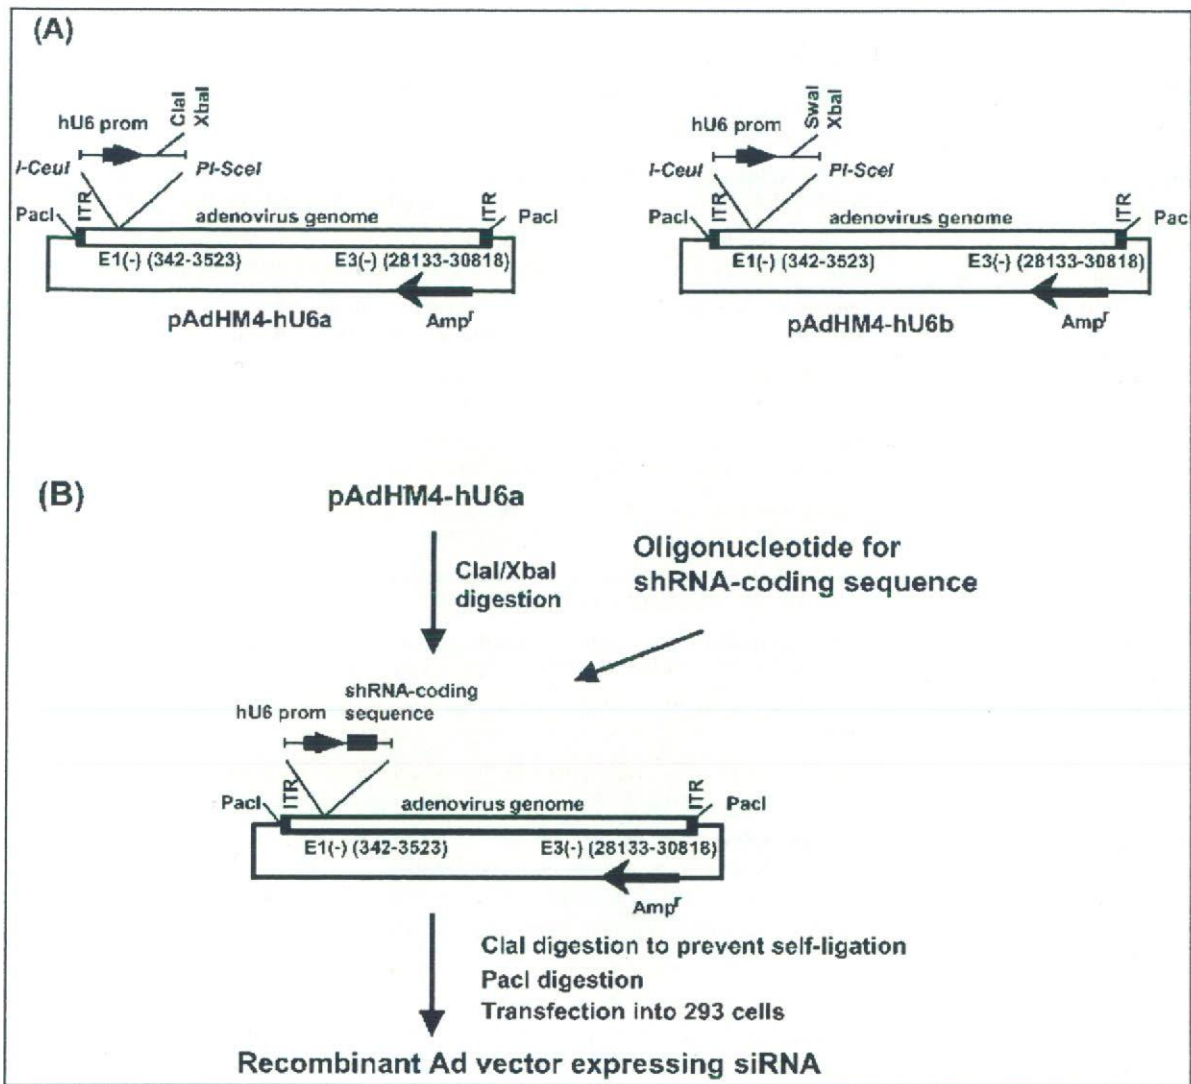 (A)
hU6 prom
ClaI
XbaI
I-CeuI
PI-SceI
PacI
ITR
adenovirus genome
ITR
PacI
E1(-) (342-3523)
E3(-) (28133-30818)
pAdHM4-hU6a
Ampr
hU6 prom
SwaI
XbaI
I-CeuI
PI-SceI
PacI
ITR
adenovirus genome
ITR
Pac
E1(-) (342-3523)
E3(-) (28133-30818)
pAdHM4-hU6b
Ampr
(B)
pAdHM4-hU6a
ClaI/XbaI
digestion
Oligonucleotide for
shRNA-coding sequence
shRNA-coding
hU6 prom sequence
PacI
ITR
adenovirus genome
ITR
PacI
E1(-) (342-3523)
E3(-) (28133-30818)
Ampr
ClaI digestion to prevent self-ligation
PacI digestion
Transfection into 293 cells
Recombinant Ad vector expressing siRNA